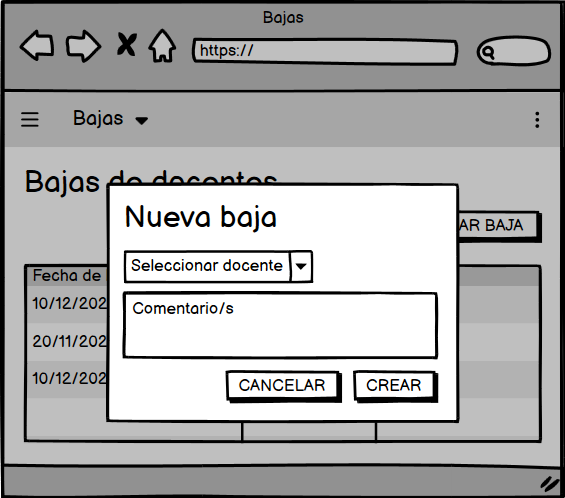 Bajas
https://
Bajas
Bajas de docentes
AR BAJA
Nueva baja
Seleccionar docente
Comentario/s
CANCELAR
CREAR
Fecha de
10/12/202
20/11/202
10/12/202